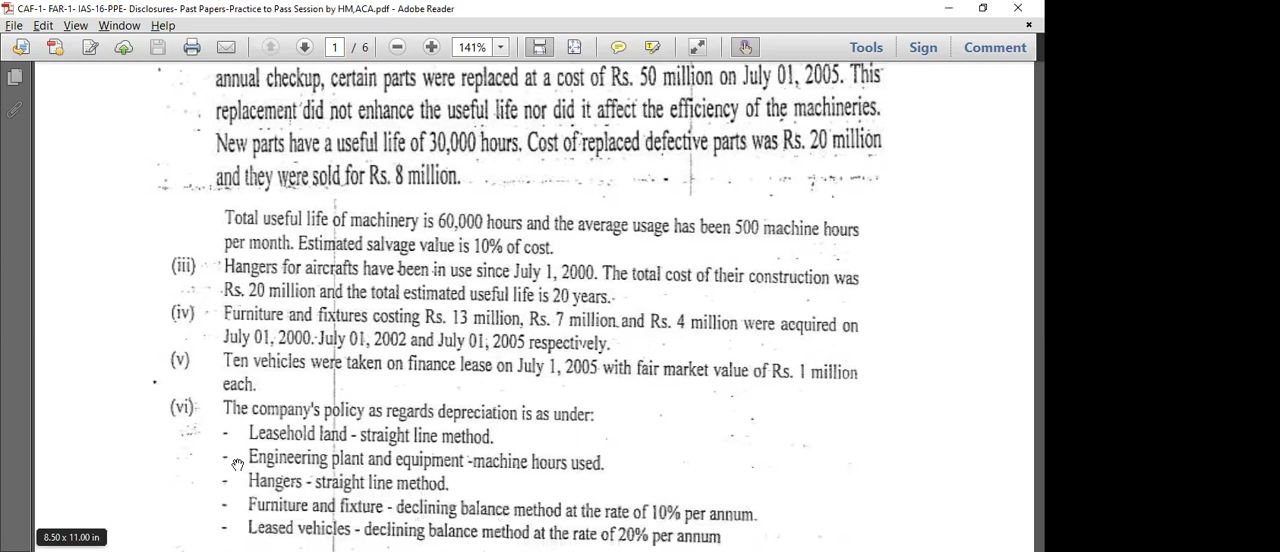 CAF-1- FAR-1- IAS-16-PPE- Disclosures- Past Papers-Practice to Pass Session by HM,ACA.pdf - Adobe Reader
File Edit View Window Help
1 / 6 141% Tools Sign Comment
annual checkup, certain parts were replaced at a cost of Rs. 50 million on July 01, 2005. This
replacement did not enhance the useful life nor did it affect the efficiency of the machineries.
New parts have a useful life of 30,000 hours. Cost of replaced defective parts was Rs. 20 million
and they were sold for Rs. 8 million.
Total useful life of machinery is 60,000 hours and the average usage has been 500 machine hours
per month. Estimated salvage value is 10% of cost.
(iii) Hangers for aircrafts have been in use since July 1, 2000. The total cost of their construction was
Rs. 20 million and the total estimated useful life is 20 years.
(iv) Furniture and fixtures costing Rs. 13 million, Rs. 7 million and Rs. 4 million were acquired on
July 01, 2000. July 01, 2002 and July 01, 2005 respectively.
(v) Ten vehicles were taken on finance lease on July 1, 2005 with fair market value of Rs. 1 million
each.
(vi) The company's policy as regards depreciation is as under:
- Leasehold land - straight line method.
- Engineering plant and equipment -machine hours used.
- Hangers - straight line method.
- Furniture and fixture - declining balance method at the rate of 10% per annum.
- Leased vehicles - declining balance method at the rate of 20% per annum
8.50 x 11.00 in